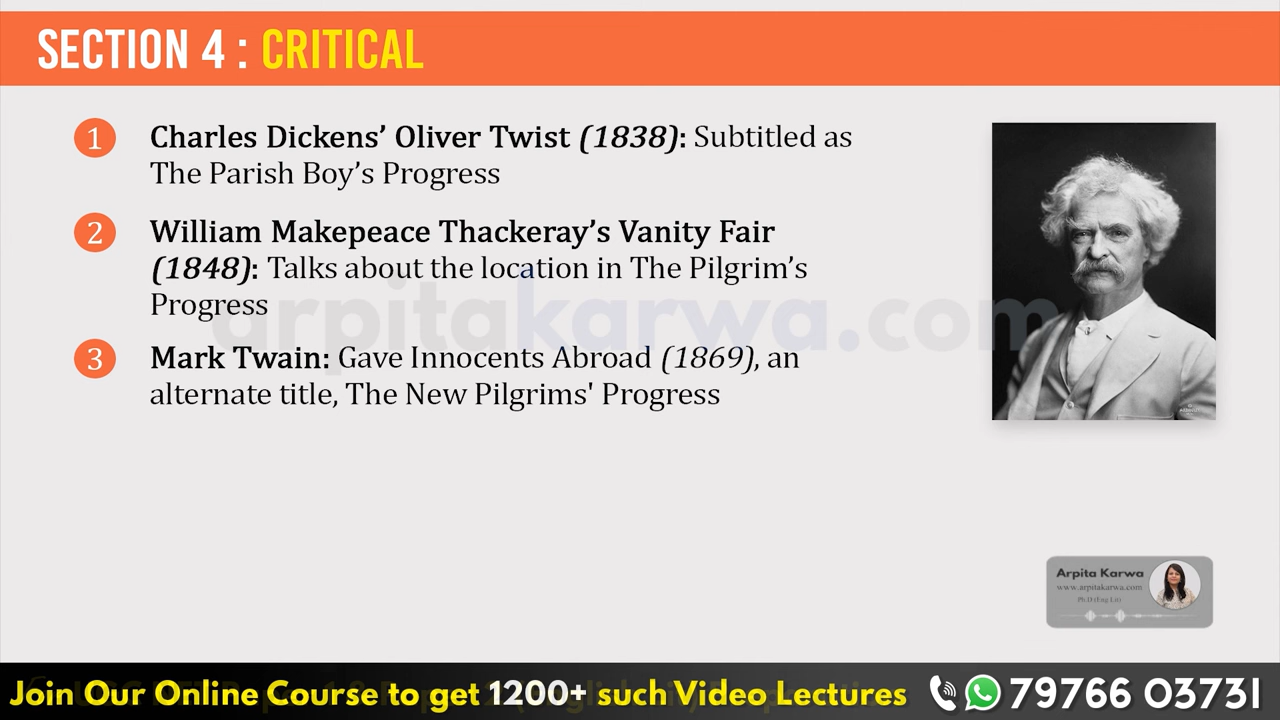 SECTION 4 : CRITICAL
1 Charles Dickens’ Oliver Twist (1838): Subtitled as
The Parish Boy’s Progress
2 William Makepeace Thackeray’s Vanity Fair
(1848): Talks about the location in The Pilgrim’s
Progress
arpitakarwa.com
3 Mark Twain: Gave Innocents Abroad (1869), an
alternate title, The New Pilgrims' Progress
Arpita Karwa
www.arpitakarwa.com
Ph.D (Eng Lit)
Join Our Online Course to get 1200+ such Video Lectures
79766 03731